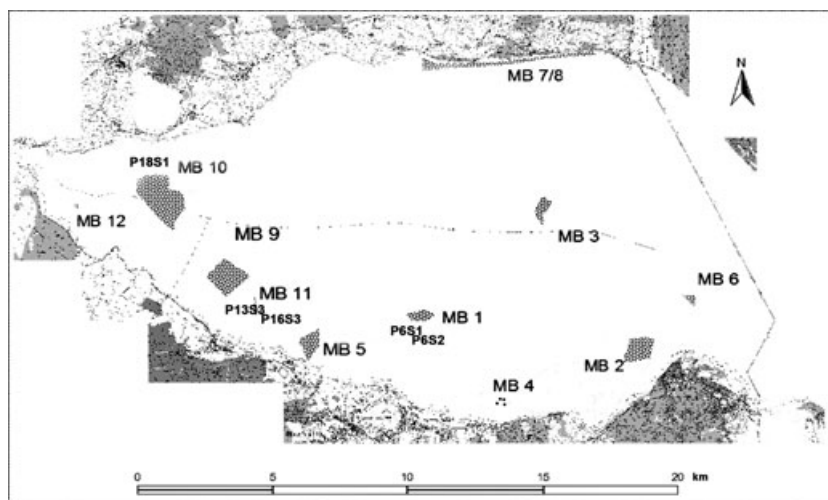 MB 7/8
N
P18S1
MB 10
MB 12
MB 9
MB 3
MB 11
P13S3
P16S3
MB 6
MB 1
P6S1
P6S2
MB 5
MB 2
MB 4
0 5 10 15 20 km